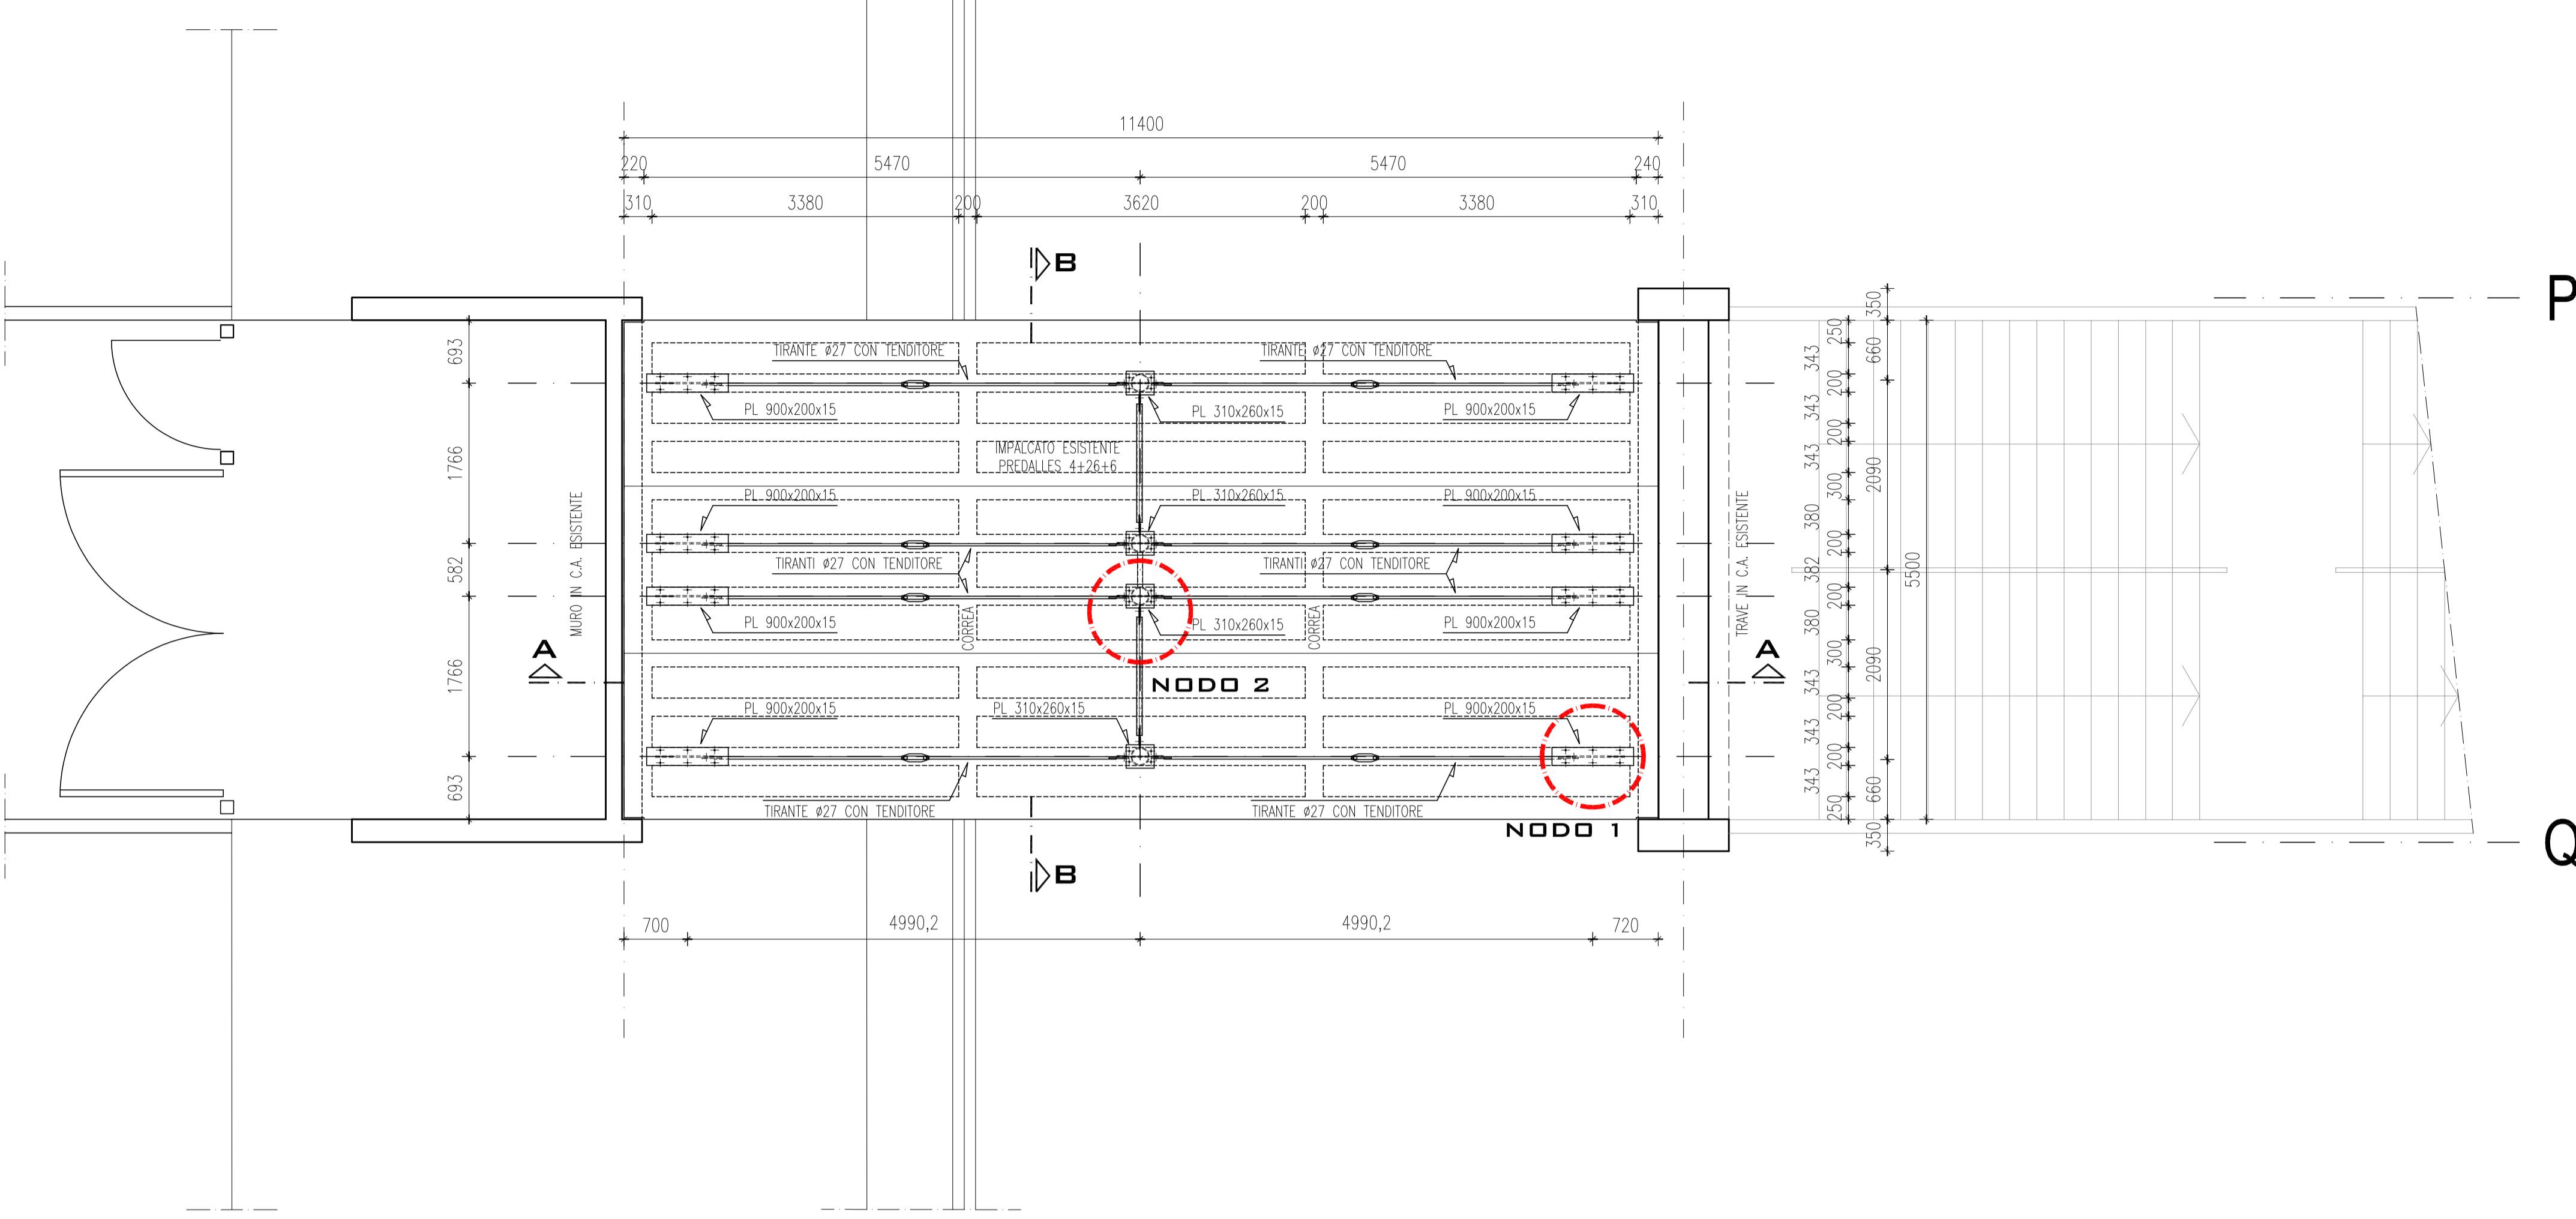 11400
220 5470 5470 240
310 3380 200 3620 200 3380 310
B
P
350
693
TIRANTE ø27 CON TENDITORE
TIRANTE ø27 CON TENDITORE
250
660
343
200
PL 900x200x15
PL 310x260x15
PL 900x200x15
343
200
IMPALCATO ESISTENTE
PREDALLES 4+26+6
1766
343
2090
300
PL 900x200x15
PL 310x260x15
PL 900x200x15
MURO IN C.A. ESISTENTE
TRAVE IN C.A. ESISTENTE
380
200
582
TIRANTI ø27 CON TENDITORE
TIRANTI ø27 CON TENDITORE
382
5500
200
CORREA
CORREA
PL 900x200x15
PL 310x260x15
PL 900x200x15
380
A
A
300
2090
1766
343
NODO 2
200
PL 900x200x15
PL 310x260x15
PL 900x200x15
343
200
693
343
660
250
TIRANTE ø27 CON TENDITORE
TIRANTE ø27 CON TENDITORE
NODO 1
350
Q
B
700 4990,2 4990,2 720